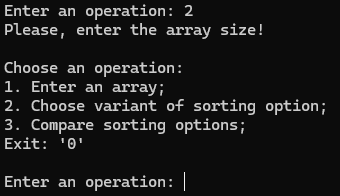 Enter an operation: 2
Please, enter the array size!
Choose an operation:
1. Enter an array;
2. Choose variant of sorting option;
3. Compare sorting options;
Exit: '0'
Enter an operation: